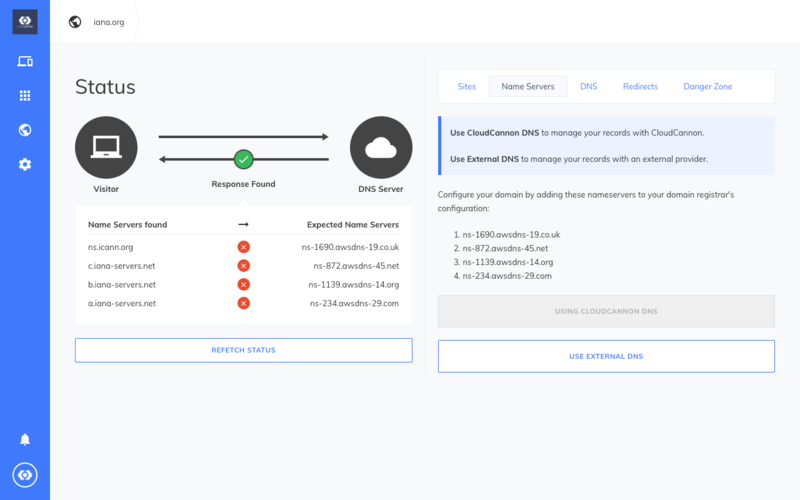 iana.org
Status
Visitor
Response Found
DNS Server
Name Servers found → Expected Name Servers
ns.icann.org ns-1690.awsdns-19.co.uk
c.iana-servers.net ns-872.awsdns-45.net
b.iana-servers.net ns-1139.awsdns-14.org
a.iana-servers.net ns-234.awsdns-29.com
REFETCH STATUS
Sites Name Servers DNS Redirects Danger Zone
Use CloudCannon DNS to manage your records with CloudCannon.
Use External DNS to manage your records with an external provider.
Configure your domain by adding these nameservers to your domain registrar's
configuration:
1. ns-1690.awsdns-19.co.uk
2. ns-872.awsdns-45.net
3. ns-1139.awsdns-14.org
4. ns-234.awsdns-29.com
USING CLOUDCANNON DNS
USE EXTERNAL DNS